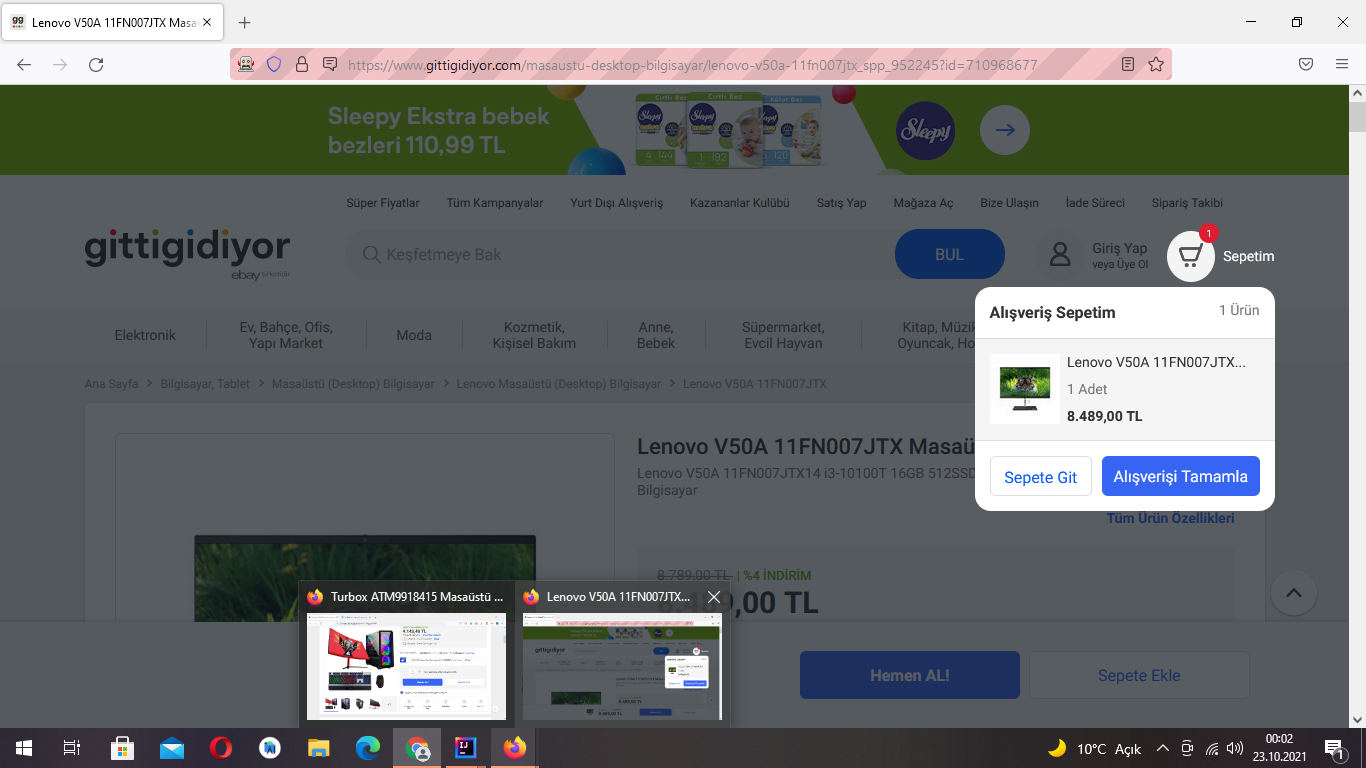 gg
Lenovo V50A 11FN007JTX Masaü
https://www.gittigidiyor.com/masaustu-desktop-bilgisayar/lenovo-v50a-11fn007jtx_spp_952245?id=710968677
Sleepy Ekstra bebek
bezleri 110,99 TL
Sleepy
Süper Fiyatlar
Tüm Kampanyalar
Yurt Dışı Alışveriş
Kazananlar Kulübü
Satış Yap
Mağaza Aç
Bize Ulaşın
İade Süreci
Sipariş Takibi
gittigidiyor
ebay şirketidir
Keşfetmeye Bak
BUL
Giriş Yap
veya Üye Ol
1
Sepetim
Elektronik
Ev, Bahçe, Ofis,
Yapı Market
Moda
Kozmetik,
Kişisel Bakım
Anne,
Bebek
Süpermarket,
Evcil Hayvan
Kitap, Müzik
Oyuncak, Ho
Alışveriş Sepetim
1 Ürün
Lenovo V50A 11FN007JTX...
1 Adet
8.489,00 TL
Sepete Git
Alışverişi Tamamla
Ana Sayfa
Bilgisayar, Tablet
Masaüstü (Desktop) Bilgisayar
Lenovo Masaüstü (Desktop) Bilgisayar
Lenovo V50A 11FN007JTX
Lenovo V50A 11FN007JTX Masaüs
Lenovo V50A 11FN007JTX14 i3-10100T 16GB 512SSD
Bilgisayar
Tüm Ürün Özellikleri
8.789,00 TL
%4 İNDİRİM
8.489,00 TL
Turbox ATM9918415 Masaüstü ...
Lenovo V50A 11FN007JTX...
Hemen AL!
Sepete Ekle
10°C Açık
00:02
23.10.2021
1